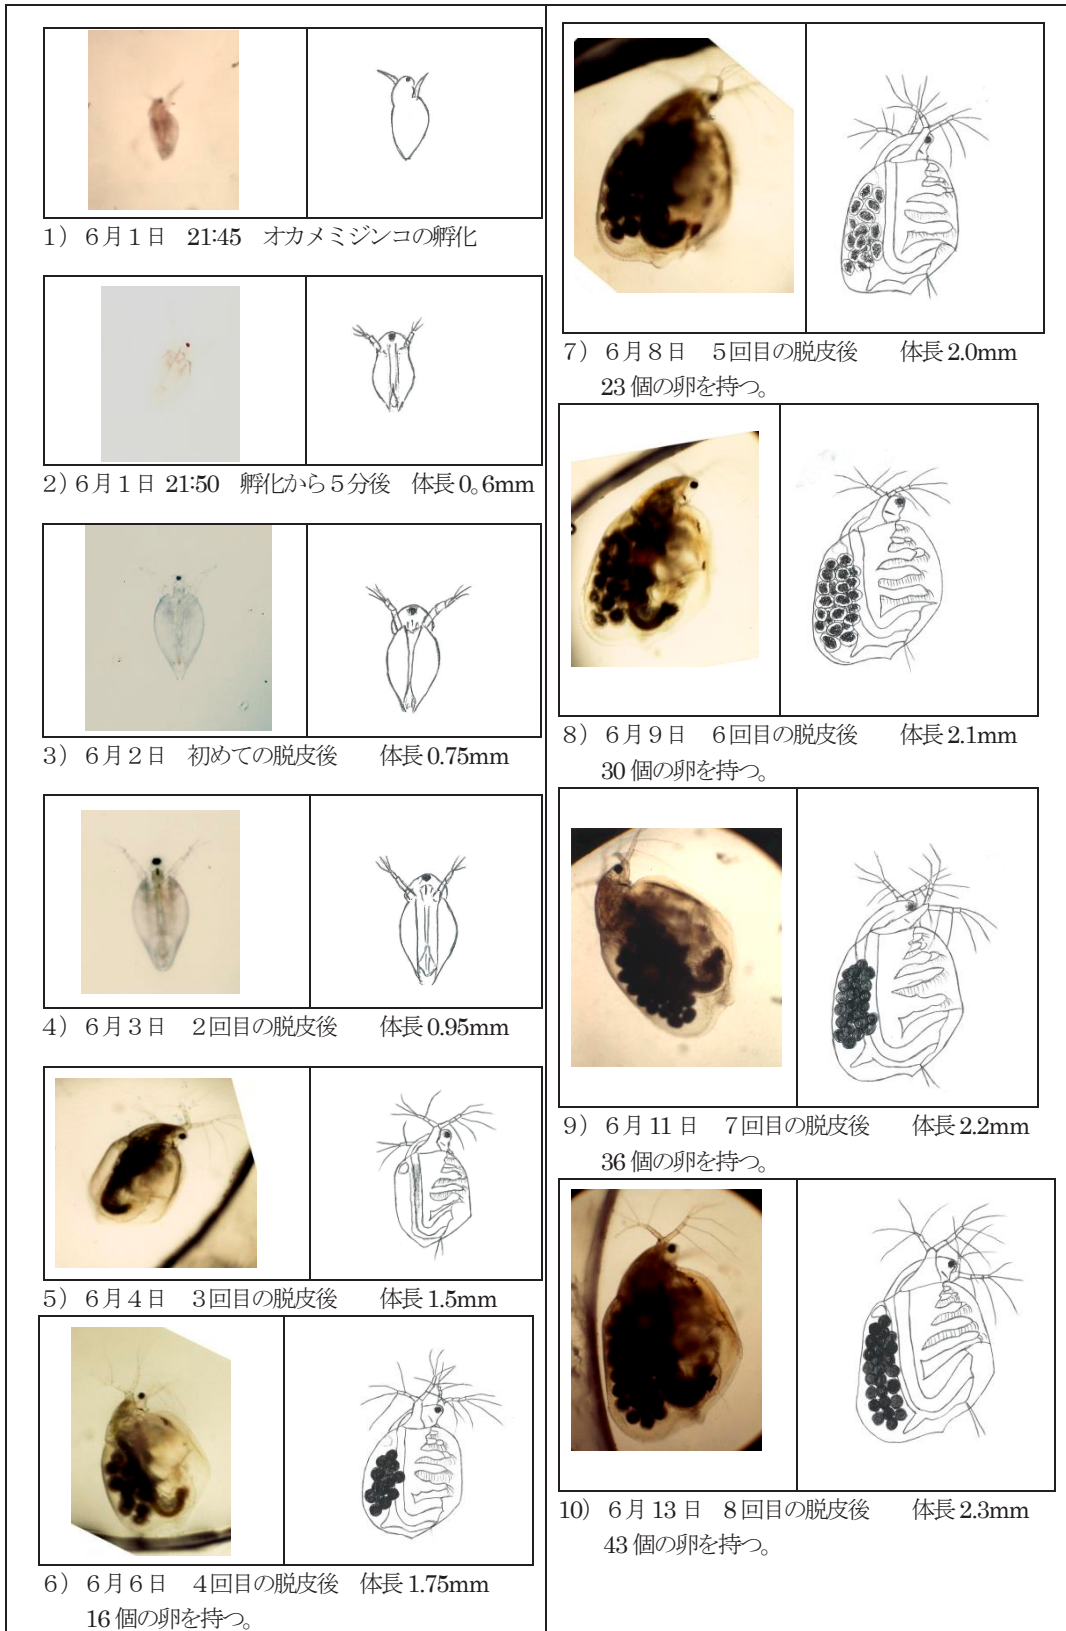 1）６月１日　21:45　オカメミジンコの孵化
2）６月１日 21:50　孵化から５分後　体長 0。6mm
3）６月２日　初めての脱皮後　　体長 0.75mm
4）６月３日　２回目の脱皮後　　体長 0.95mm
5）６月４日　３回目の脱皮後　　体長 1.5mm
6）６月６日　４回目の脱皮後　体長 1.75mm
16 個の卵を持つ。
7）６月８日　５回目の脱皮後　　体長 2.0mm
23 個の卵を持つ。
8）６月９日　６回目の脱皮後　　体長 2.1mm
30 個の卵を持つ。
9）６月 11 日　７回目の脱皮後　　体長 2.2mm
36 個の卵を持つ。
10）６月 13 日　８回目の脱皮後　　体長 2.3mm
43 個の卵を持つ。